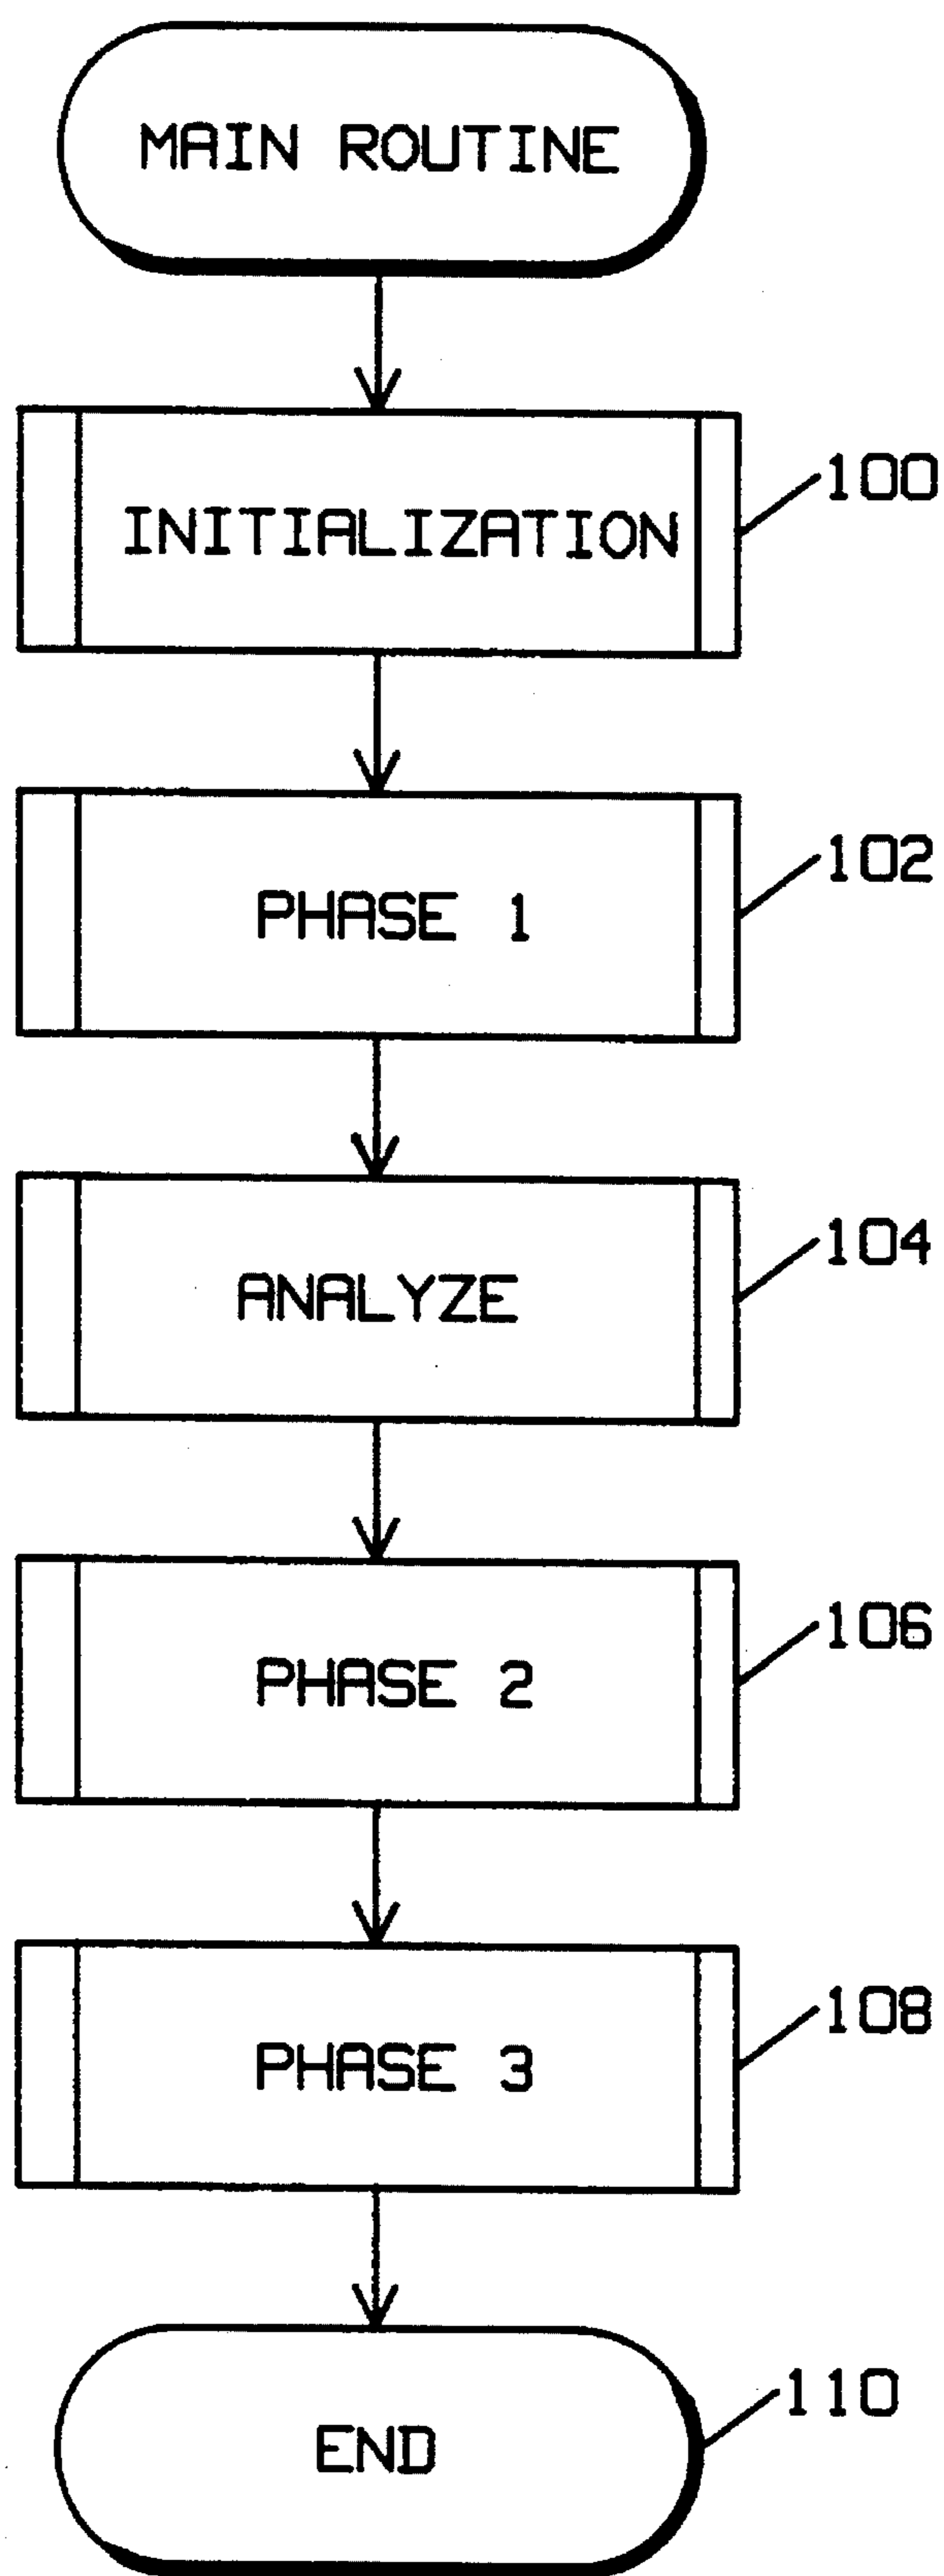 MAIN ROUTINE
INITIALIZATION
100
PHASE 1
102
ANALYZE
104
PHASE 2
106
PHASE 3
108
END
110